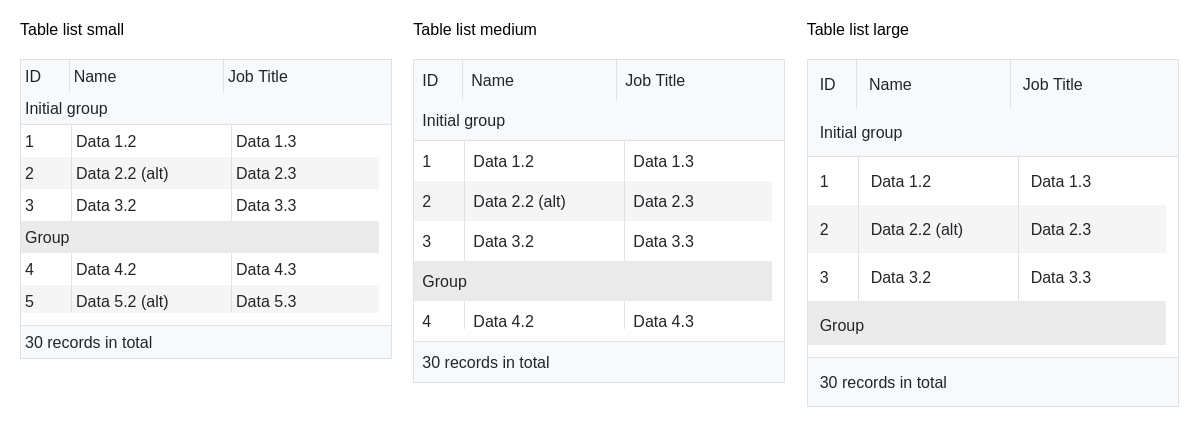 Table list small
ID Name Job Title
Initial group
1 Data 1.2 Data 1.3
2 Data 2.2 (alt) Data 2.3
3 Data 3.2 Data 3.3
Group
4 Data 4.2 Data 4.3
5 Data 5.2 (alt) Data 5.3
30 records in total
Table list medium
ID Name Job Title
Initial group
1 Data 1.2 Data 1.3
2 Data 2.2 (alt) Data 2.3
3 Data 3.2 Data 3.3
Group
4 Data 4.2 Data 4.3
30 records in total
Table list large
ID Name Job Title
Initial group
1 Data 1.2 Data 1.3
2 Data 2.2 (alt) Data 2.3
3 Data 3.2 Data 3.3
Group
30 records in total